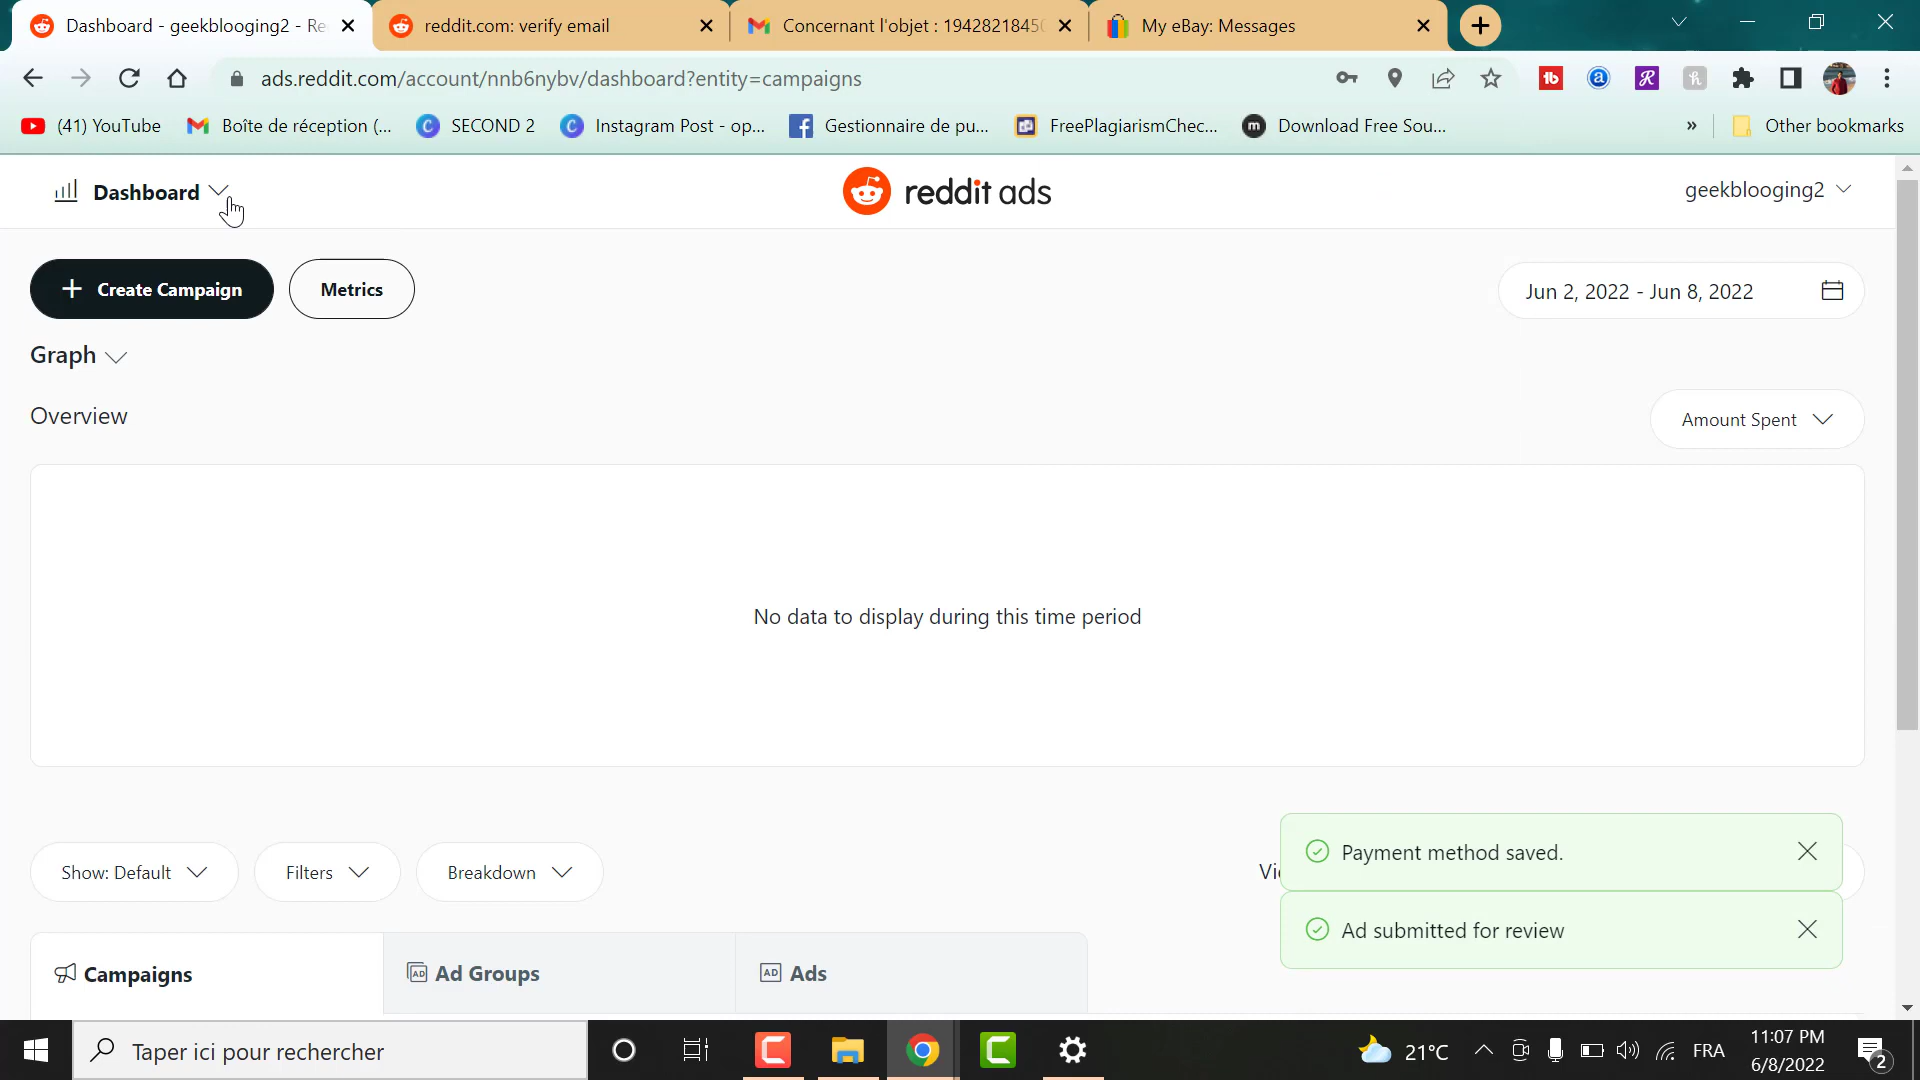 Dashboard - geekblooging2 - Re
reddit.com: verify email
Concernant l'objet : 1942821845
My eBay: Messages
ads.reddit.com/account/nnb6nybv/dashboard?entity=campaigns
(41) YouTube
Boîte de réception (...
SECOND 2
Instagram Post - op...
Gestionnaire de pu...
FreePlagiarismChec...
Download Free Sou...
»
Other bookmarks
Dashboard
reddit ads
geekblooging2
+ Create Campaign
Metrics
Jun 2, 2022 - Jun 8, 2022
Graph
Overview
Amount Spent
No data to display during this time period
Show: Default
Filters
Breakdown
Payment method saved.
Ad submitted for review
Campaigns
Ad Groups
Ads
Taper ici pour rechercher
21°C
FRA
11:07 PM
6/8/2022
2